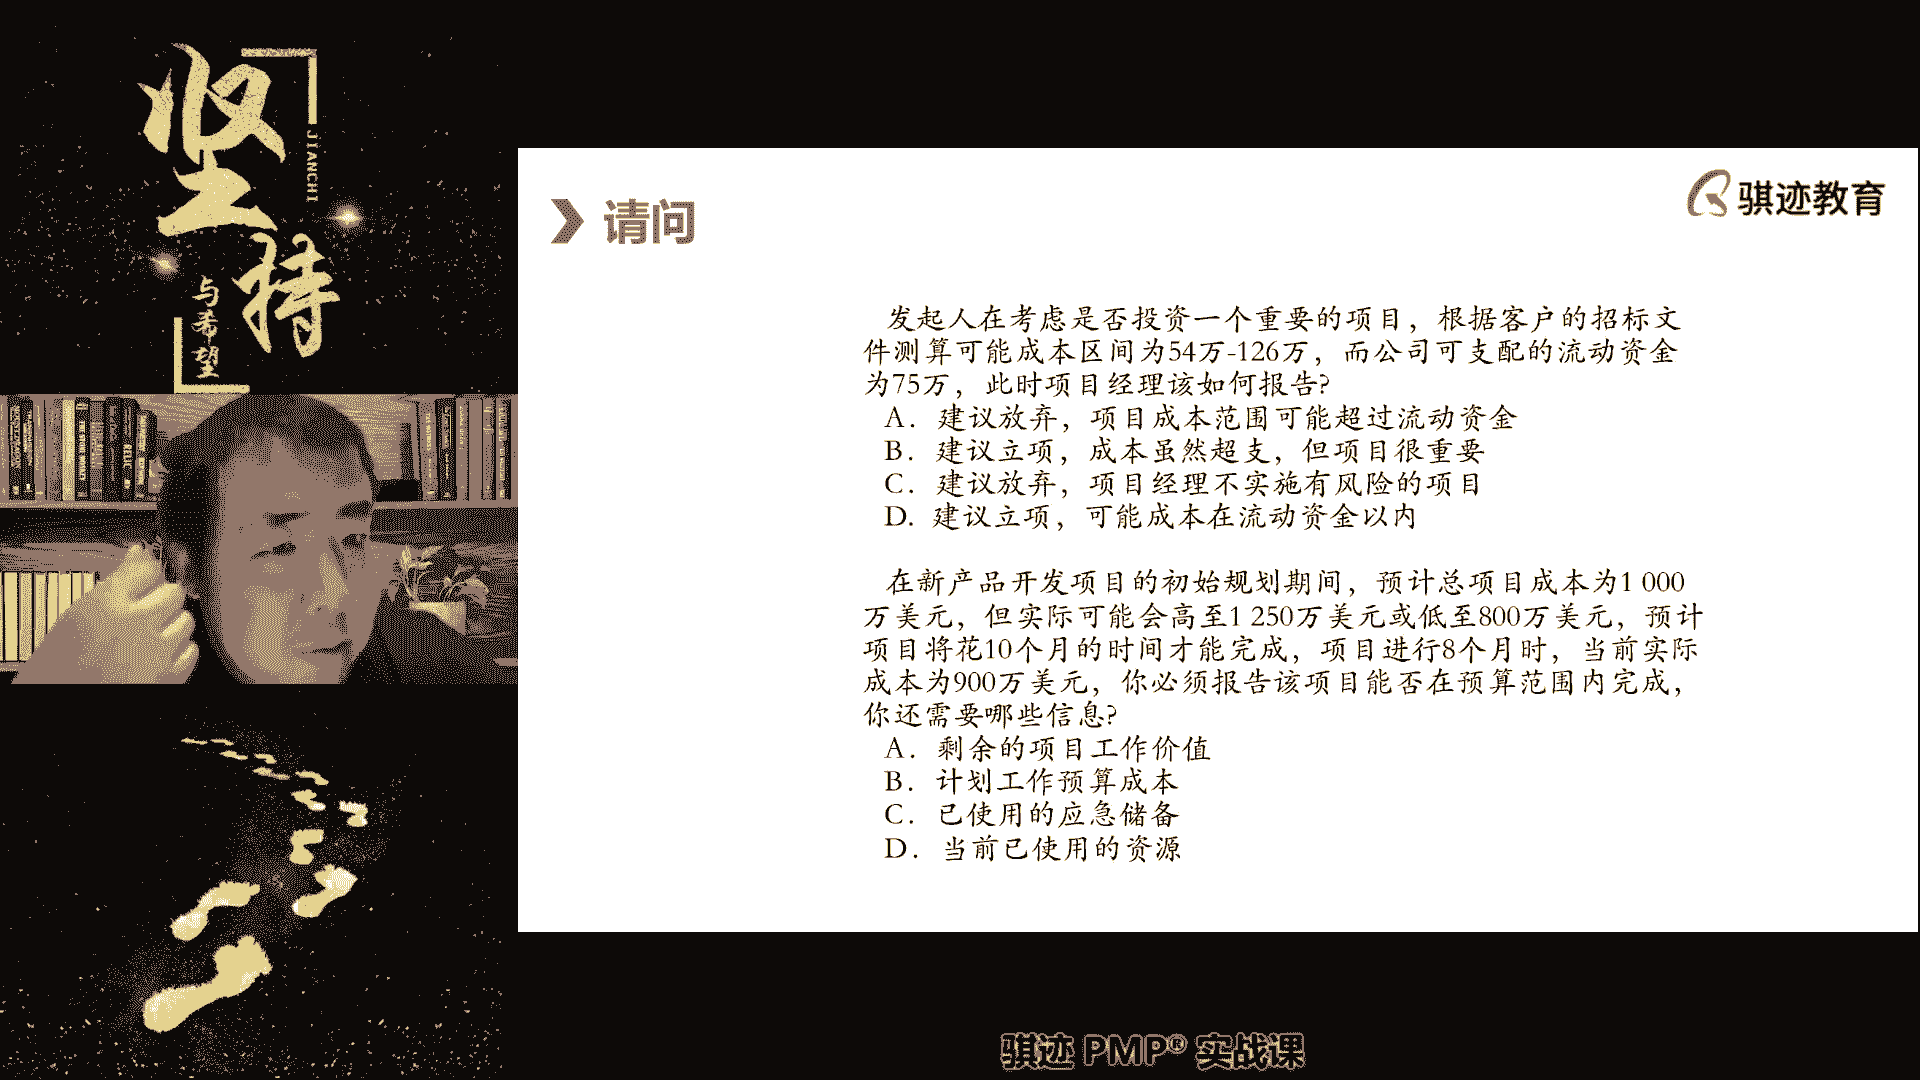 坚持
JIANCHI
与希望
请问
骐迹教育
发起人在考虑是否投资一个重要的项目，根据客户的招标文
件测算可能成本区间为54万-126万，而公司可支配的流动资金
为75万，此时项目经理该如何报告?
A. 建议放弃，项目成本范围可能超过流动资金
B. 建议立项，成本虽然超支，但项目很重要
C. 建议放弃，项目经理不实施有风险的项目
D. 建议立项，可能成本在流动资金以内
在新产品开发项目的初始规划期间，预计总项目成本为1 000
万美元，但实际可能会高至1 250万美元或低至800万美元，预计
项目将花10个月的时间才能完成，项目进行8个月时，当前实际
成本为900万美元，你必须报告该项目能否在预算范围内完成，
你还需要哪些信息?
A. 剩余的项目工作价值
B. 计划工作预算成本
C. 已使用的应急储备
D. 当前已使用的资源
骐迹 PMP® 实战课